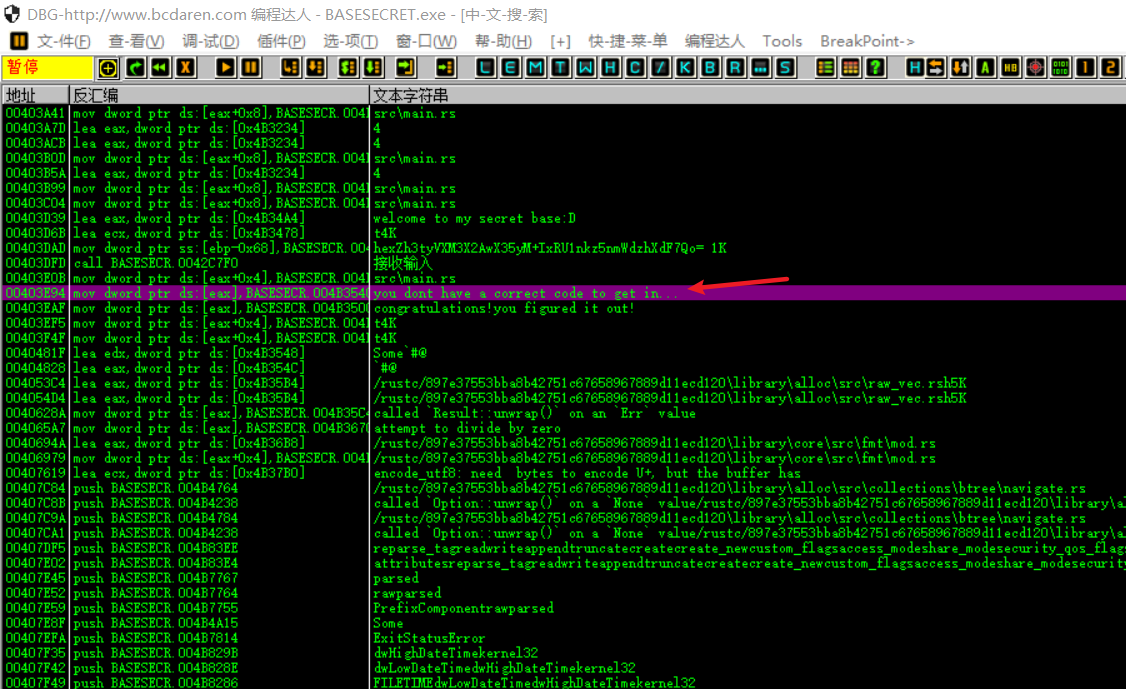 DBG-http://www.bcdaren.com 编程达人 - BASESECRET.exe - [中-文-搜-索]
文-件(F) 查-看(V) 调-试(D) 插件(P) 选-项(T) 窗-口(W) 帮-助(H) [+] 快-捷-菜-单 编程达人 Tools BreakPoint->
暂停 L E M T W H C / K B R ... S ? H A HB 0101 1010 1 2
地址 反汇编 文本字符串
00403A41 mov dword ptr ds:[eax+0x8],BASESECR.004 src\main.rs
00403A7D lea eax,dword ptr ds:[0x4B3234] 4
00403ACB lea eax,dword ptr ds:[0x4B3234] 4
00403B0D mov dword ptr ds:[eax+0x8],BASESECR.004 src\main.rs
00403B5A lea eax,dword ptr ds:[0x4B3234] 4
00403B99 mov dword ptr ds:[eax+0x8],BASESECR.004 src\main.rs
00403C04 mov dword ptr ds:[eax+0x8],BASESECR.004 src\main.rs
00403D39 lea eax,dword ptr ds:[0x4B34A4] welcome to my secret base:D
00403D6B lea ecx,dword ptr ds:[0x4B3478] t4K
00403DAD mov dword ptr ss:[ebp-0x68],BASESECR.00 hexZh3tyVXM3X2AwX35yM+IxRU1nkz5nmWdzhXdF7Qo= 1K
00403DFD call BASESECR.0042C7F0 接收输入
00403E0B mov dword ptr ds:[eax+0x4],BASESECR.004 src\main.rs
00403E94 mov dword ptr ds:[eax],BASESECR.004B354 you dont have a correct code to get in...
00403EAF mov dword ptr ds:[eax],BASESECR.004B350 congratulations!you figured it out!
00403EF5 mov dword ptr ds:[eax+0x4],BASESECR.004 t4K
00403F4F mov dword ptr ds:[eax+0x4],BASESECR.004 t4K
0040481F lea edx,dword ptr ds:[0x4B3548] Some`#@
00404828 lea eax,dword ptr ds:[0x4B354C] `#@
004053C4 lea eax,dword ptr ds:[0x4B35B4] /rustc/897e37553bba8b42751c67658967889d11ecd120\library\alloc\src\raw_vec.rsh5K
004054D4 lea eax,dword ptr ds:[0x4B35B4] /rustc/897e37553bba8b42751c67658967889d11ecd120\library\alloc\src\raw_vec.rsh5K
0040628A mov dword ptr ds:[eax],BASESECR.004B35C called `Result::unwrap()` on an `Err` value
004065A7 mov dword ptr ds:[eax],BASESECR.004B367 attempt to divide by zero
0040694A lea eax,dword ptr ds:[0x4B36B8] /rustc/897e37553bba8b42751c67658967889d11ecd120\library\core\src\fmt\mod.rs
00406979 mov dword ptr ds:[eax+0x4],BASESECR.004 /rustc/897e37553bba8b42751c67658967889d11ecd120\library\core\src\fmt\mod.rs
00407619 lea ecx,dword ptr ds:[0x4B37B0] encode_utf8: need  bytes to encode U+, but the buffer has
00407C84 push BASESECR.004B4764 /rustc/897e37553bba8b42751c67658967889d11ecd120\library\alloc\src\collections\btree\navigate.rs
00407C8B push BASESECR.004B4238 called `Option::unwrap()` on a `None` value/rustc/897e37553bba8b42751c67658967889d11ecd120\library\a
00407C9A push BASESECR.004B4784 /rustc/897e37553bba8b42751c67658967889d11ecd120\library\alloc\src\collections\btree\navigate.rs
00407CA1 push BASESECR.004B4238 called `Option::unwrap()` on a `None` value/rustc/897e37553bba8b42751c67658967889d11ecd120\library\a
00407DF5 push BASESECR.004B83EE reparse_tagreadwriteappendtruncatecreatecreate_newcustom_flagsaccess_modeshare_modesecurity_qos_flag
00407E02 push BASESECR.004B83E4 attributesreparse_tagreadwriteappendtruncatecreatecreate_newcustom_flagsaccess_modeshare_modesecurity
00407E45 push BASESECR.004B7767 parsed
00407E52 push BASESECR.004B7764 rawparsed
00407E59 push BASESECR.004B7755 PrefixComponentrawparsed
00407E8F push BASESECR.004B4A15 Some
00407EFA push BASESECR.004B7814 ExitStatusError
00407F35 push BASESECR.004B829B dwHighDateTimekernel32
00407F42 push BASESECR.004B828E dwLowDateTimedwHighDateTimekernel32
00407F49 push BASESECR.004B8286 FILETIMEdwLowDateTimedwHighDateTimekernel32